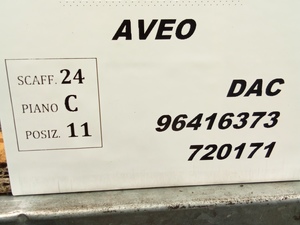 AVEO
SCAFF. 24
PIANO C
POSIZ. 11
DAC
96416373
720171